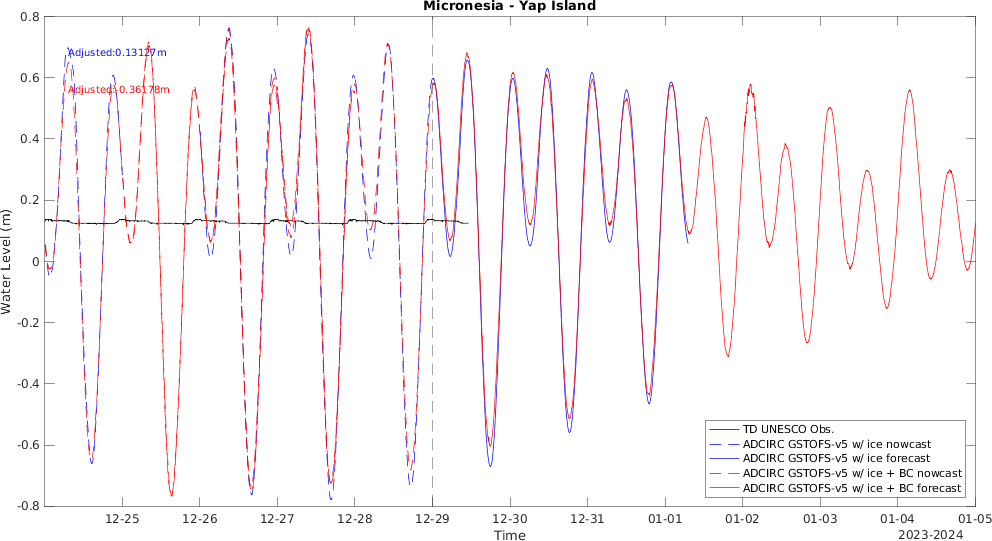 Micronesia - Yap Island
Adjusted:0.13127m
Adjusted:-0.36178m
Water Level (m)
0.8
0.6
0.4
0.2
0
-0.2
-0.4
-0.6
-0.8
TD UNESCO Obs.
ADCIRC GSTOFS-v5 w/ ice nowcast
ADCIRC GSTOFS-v5 w/ ice forecast
ADCIRC GSTOFS-v5 w/ice + BC nowcast
ADCIRC GSTOFS-v5 w/ice + BC forecast
12-25 12-26 12-27 12-28 12-29 12-30 12-31 01-01 01-02 01-03 01-04 01-05
Time
2023-2024